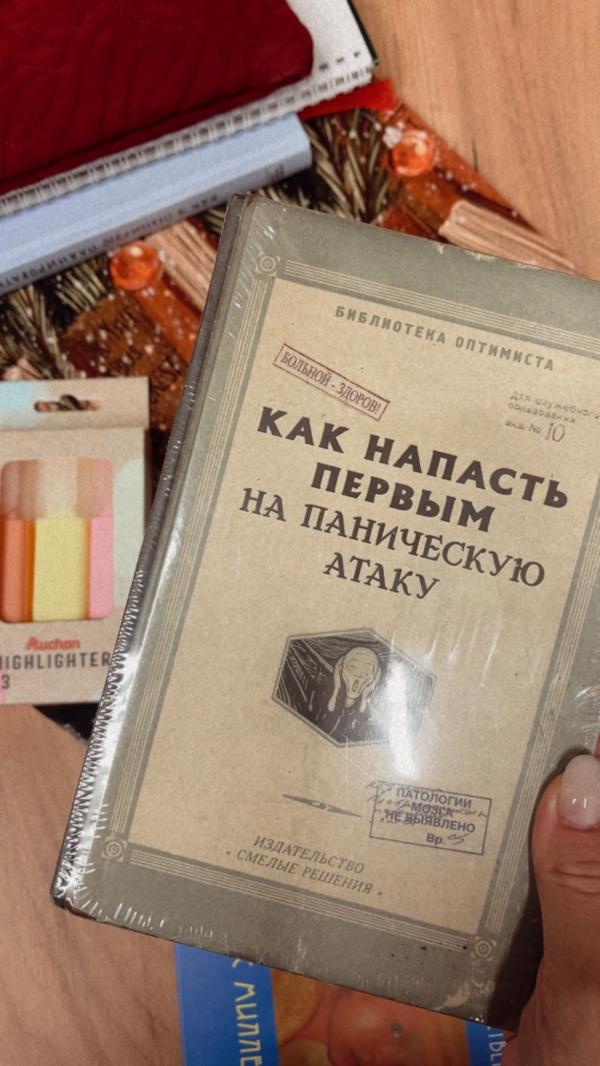 БИБЛИОТЕКА ОПТИМИСТА
БОЛЬНОЙ - ЗДОРОВ!
Для служебного
пользования
экз. № 10
КАК НАПАСТЬ
ПЕРВЫМ
НА ПАНИЧЕСКУЮ
АТАКУ
ПАТОЛОГИИ
МОЗГА
НЕ ВЫЯВЛЕНО
Вр.
ИЗДАТЕЛЬСТВО
• СМЕЛЫЕ РЕШЕНИЯ •
Auchan
HIGHLIGHTER
3